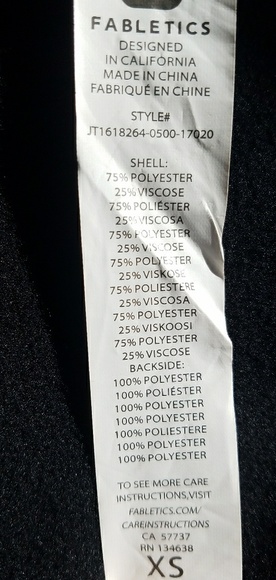 FABLETICS
DESIGNED
IN CALIFORNIA
MADE IN CHINA
FABRIQUÉ EN CHINE
STYLE#
JT1618264-0500-17020
SHELL:
75% POLYESTER
25% VISCOSE
75% POLIÉSTER
25% VISCOSA
75% POLYESTER
25% VISCOSE
75% POLYESTER
25% VISKOSE
75% POLIESTERE
25% VISCOSA
75% POLYESTER
25% VISKOOSI
75% POLYESTER
25% VISCOSE
BACKSIDE:
100% POLYESTER
100% POLIÉSTER
100% POLYESTER
100% POLYESTER
100% POLIESTERE
100% POLYESTER
100% POLYESTER
TO SEE MORE CARE
INSTRUCTIONS,VISIT
FABLETICS.COM/
CAREINSTRUCTIONS
CA 57737
RN 134638
XS